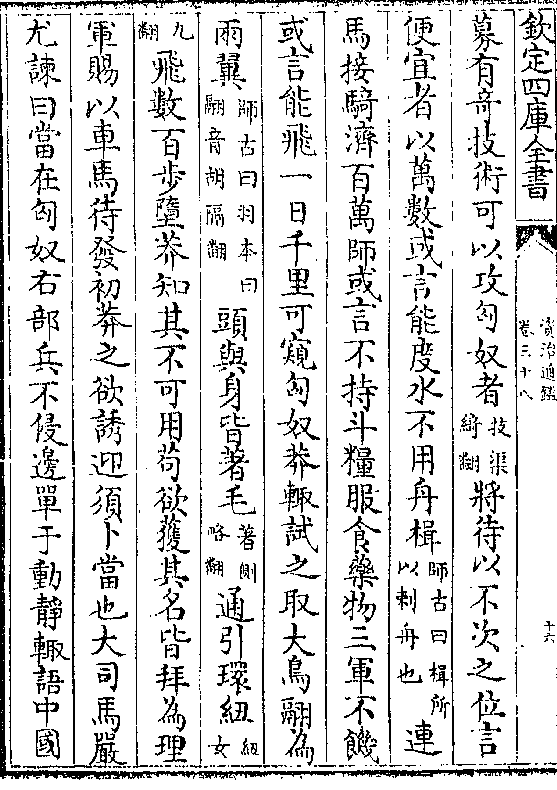 欽定四庫全書
資治通鑑
卷三十八
十六
募有竒技術可以攻匈奴者技渠綺翻將待以不次之位言
便宜者以萬數或言能度水不用舟楫師古曰楫所以刺舟也連
馬接騎濟百萬師或言不持斗糧服食藥物三軍不饑
或言能飛一日千里可窺匈奴莽輒試之取大鳥翮為
兩翼師古曰羽本曰翮音胡隔翻頭與身皆著毛著側略翻通引環紐紐女
九翻飛數百步墮莽知其不可用苟欲獲其名皆拜為理
軍賜以車馬待發初莽之欲誘迎須卜當也大司馬嚴
尤諫曰當在匈奴右部兵不侵邊單于動靜輒語中國